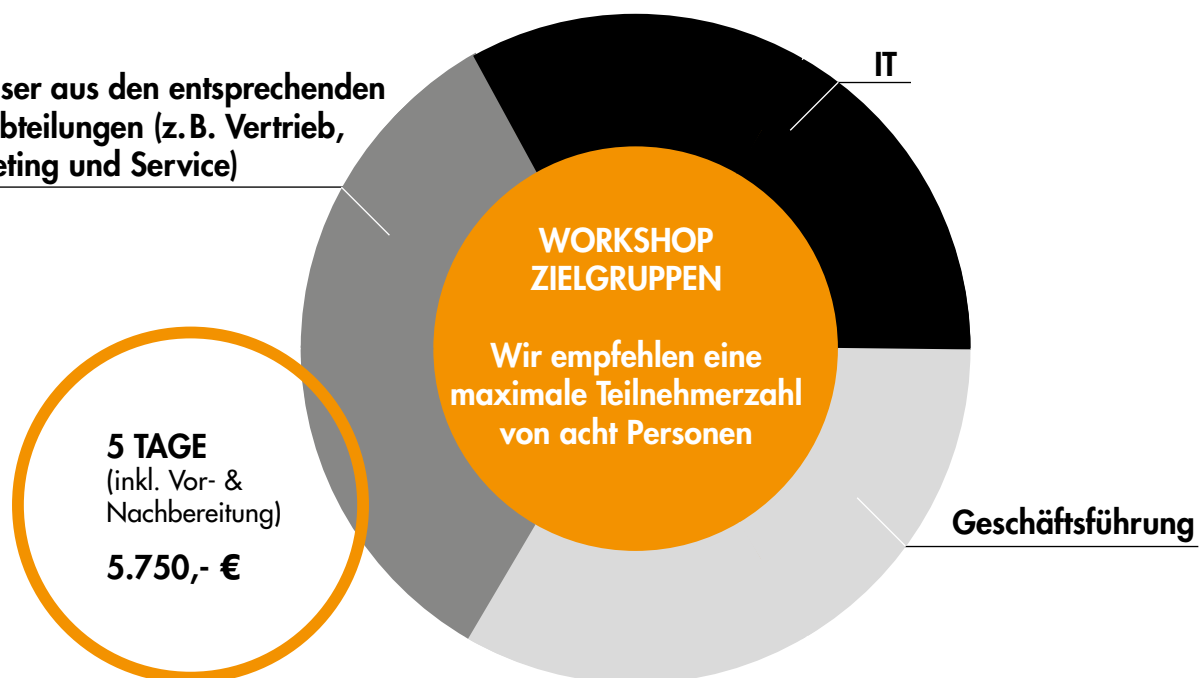 IT
ser aus den entsprechenden
bteilungen (z.B. Vertrieb,
eting und Service)
WORKSHOP
ZIELGRUPPEN
Wir empfehlen eine
maximale Teilnehmerzahl
von acht Personen
5 TAGE
(inkl. Vor- &
Nachbereitung)
5.750,- €
Geschäftsführung